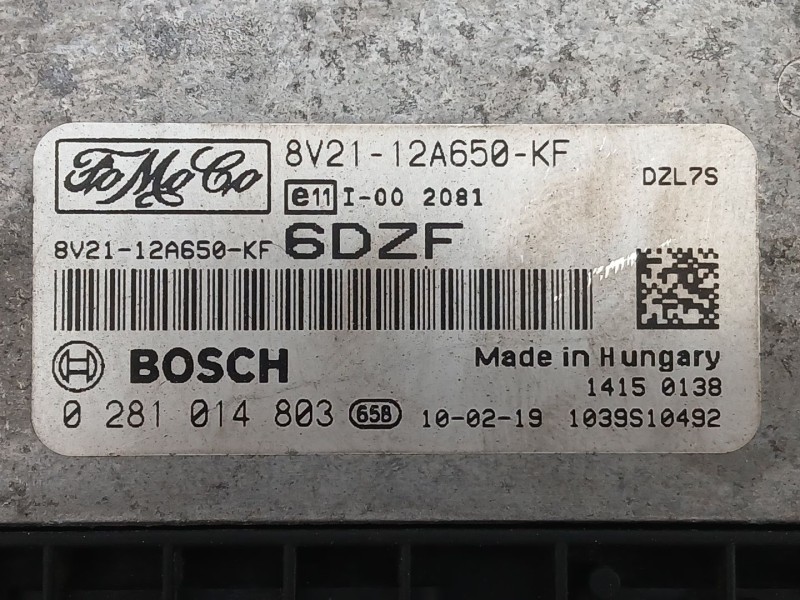 FoMoCo 8V21-12A650-KF
DZL7S
e11 I-00 2081
8V21-12A650-KF 6DZF
BOSCH Made in Hungary
1415 0138
0 281 014 803 658 10-02-19 1039S10492